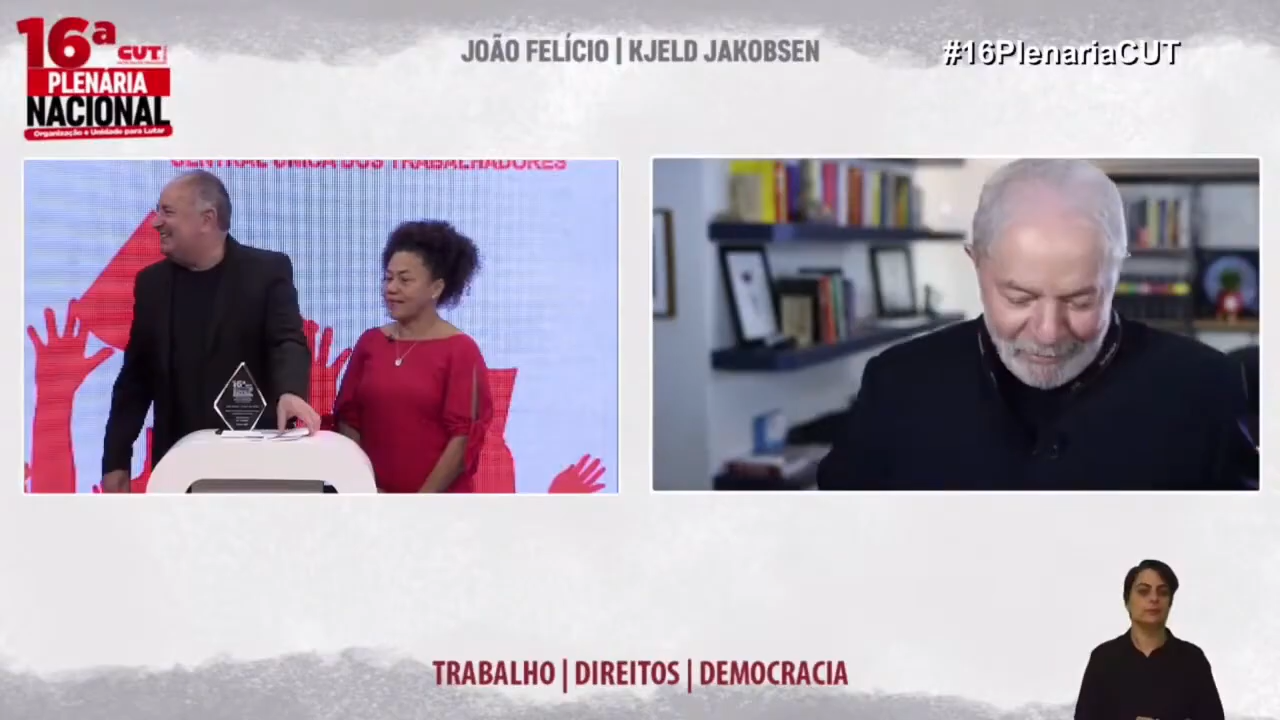 16ª CUT
PLENÁRIA
NACIONAL
Organização e Unidade para Lutar
JOÃO FELÍCIO | KJELD JAKOBSEN
#16PlenariaCUT
CENTRAL ÚNICA DOS TRABALHADORES
16ª
TRABALHO | DIREITOS | DEMOCRACIA